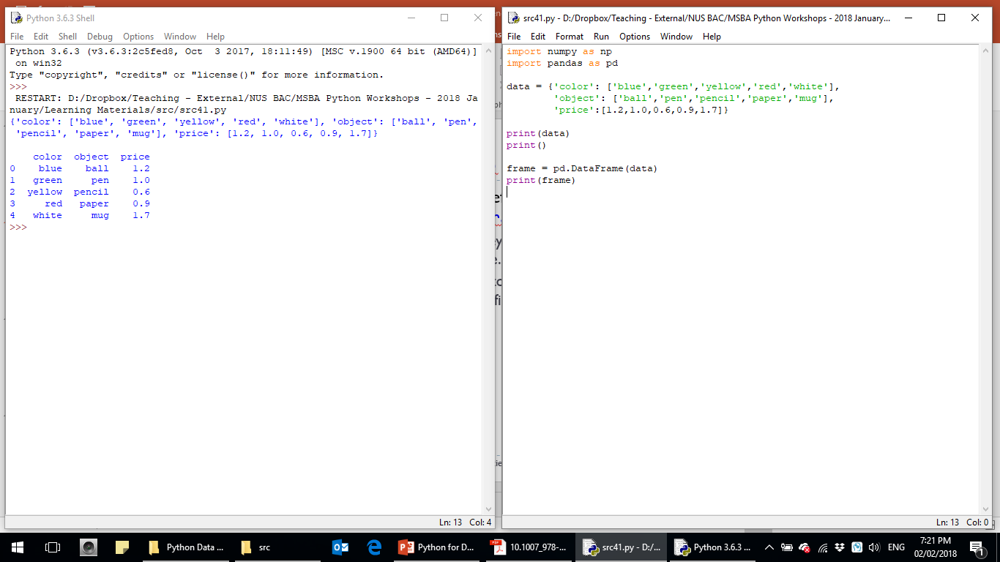 Python 3.6.3 Shell
File Edit Shell Debug Options Window Help
Python 3.6.3 (v3.6.3:2c5fed8, Oct  3 2017, 18:11:49) [MSC v.1900 64 bit (AMD64)]
 on win32
Type "copyright", "credits" or "license()" for more information.
>>>
 RESTART: D:/Dropbox/Teaching - External/NUS BAC/MSBA Python Workshops - 2018 Ja
nuary/Learning Materials/src/src41.py
{'color': ['blue', 'green', 'yellow', 'red', 'white'], 'object': ['ball', 'pen',
 'pencil', 'paper', 'mug'], 'price': [1.2, 1.0, 0.6, 0.9, 1.7]}
    color  object  price
0    blue    ball    1.2
1   green     pen    1.0
2  yellow  pencil    0.6
3     red   paper    0.9
4   white     mug    1.7
>>>
Ln: 13 Col: 4
src41.py - D:/Dropbox/Teaching - External/NUS BAC/MSBA Python Workshops - 2018 January...
File Edit Format Run Options Window Help
import numpy as np
import pandas as pd
data = {'color': ['blue','green','yellow','red','white'],
        'object': ['ball','pen','pencil','paper','mug'],
        'price':[1.2,1.0,0.6,0.9,1.7]}
print(data)
print()
frame = pd.DataFrame(data)
print(frame)
Ln: 13 Col: 0
Python Data ... src Python for D... 10.1007_978-... src41.py - D:/... Python 3.6.3 ... ENG 7:21 PM
02/02/2018 1